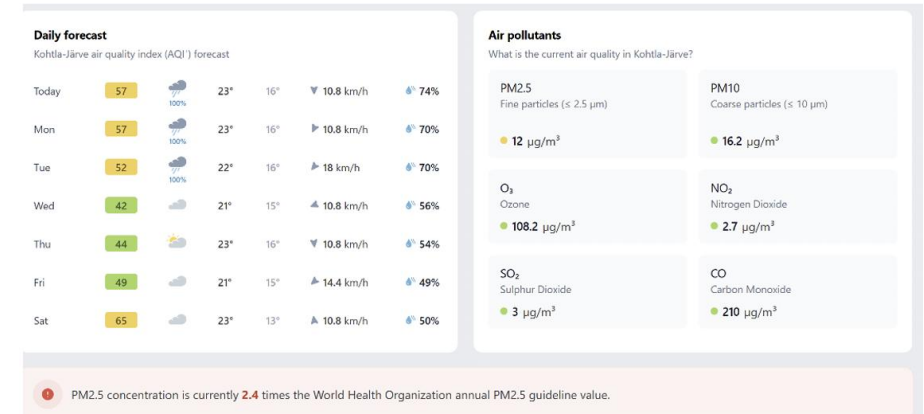 Daily forecast
Kohtla-Järve air quality index (AQI⁺) forecast
Today 57 100% 23° 16° 10.8 km/h 74%
Mon 57 100% 23° 16° 10.8 km/h 70%
Tue 52 100% 22° 16° 18 km/h 70%
Wed 42 21° 15° 10.8 km/h 56%
Thu 44 23° 16° 10.8 km/h 54%
Fri 49 21° 15° 14.4 km/h 49%
Sat 65 23° 13° 10.8 km/h 50%
Air pollutants
What is the current air quality in Kohtla-Järve?
PM2.5
Fine particles (≤ 2.5 µm)
12 µg/m³
PM10
Coarse particles (≤ 10 µm)
16.2 µg/m³
O₃
Ozone
108.2 µg/m³
NO₂
Nitrogen Dioxide
2.7 µg/m³
SO₂
Sulphur Dioxide
3 µg/m³
CO
Carbon Monoxide
210 µg/m³
PM2.5 concentration is currently 2.4 times the World Health Organization annual PM2.5 guideline value.